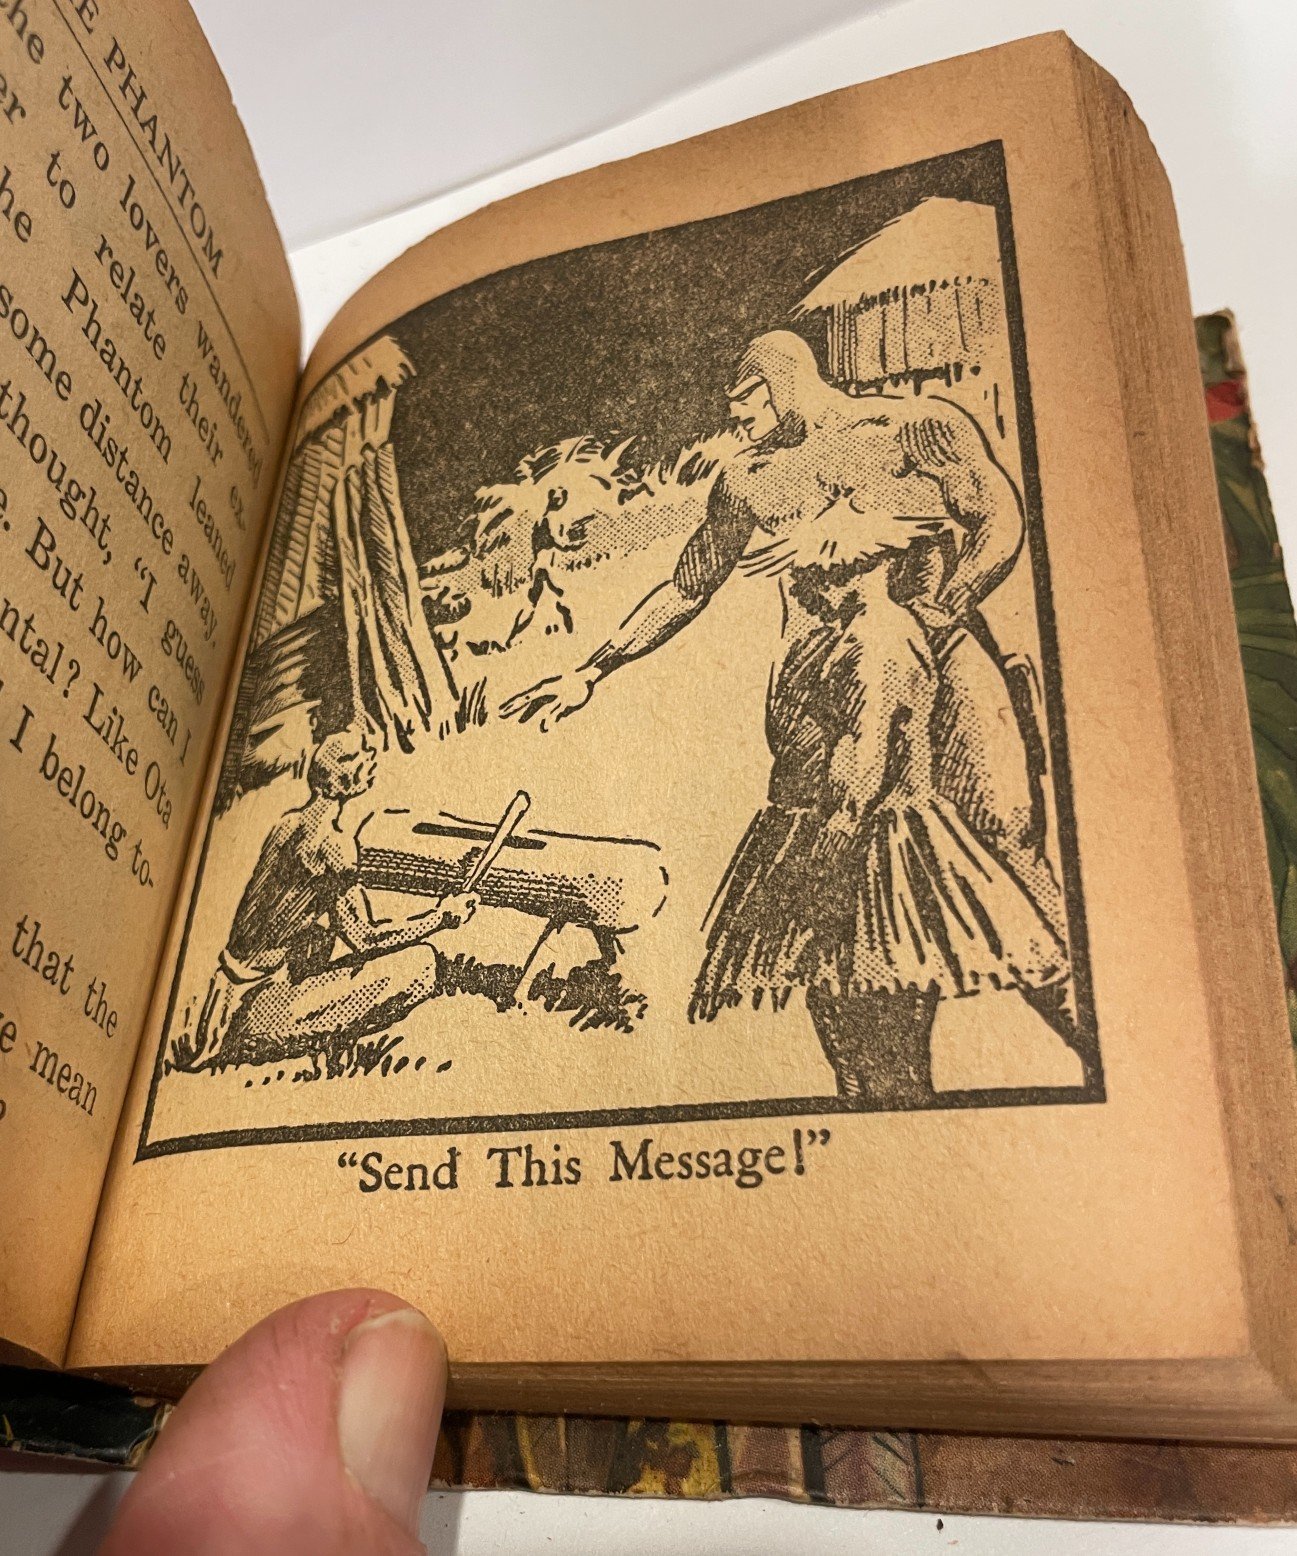 E PHANTOM
the two lovers wandered
er to relate their ex-
he Phantom leaned
some distance away.
thought, “I guess
e. But how can I
ntal? Like Ota
I belong to-
that the
e mean
?
“Send This Message!”